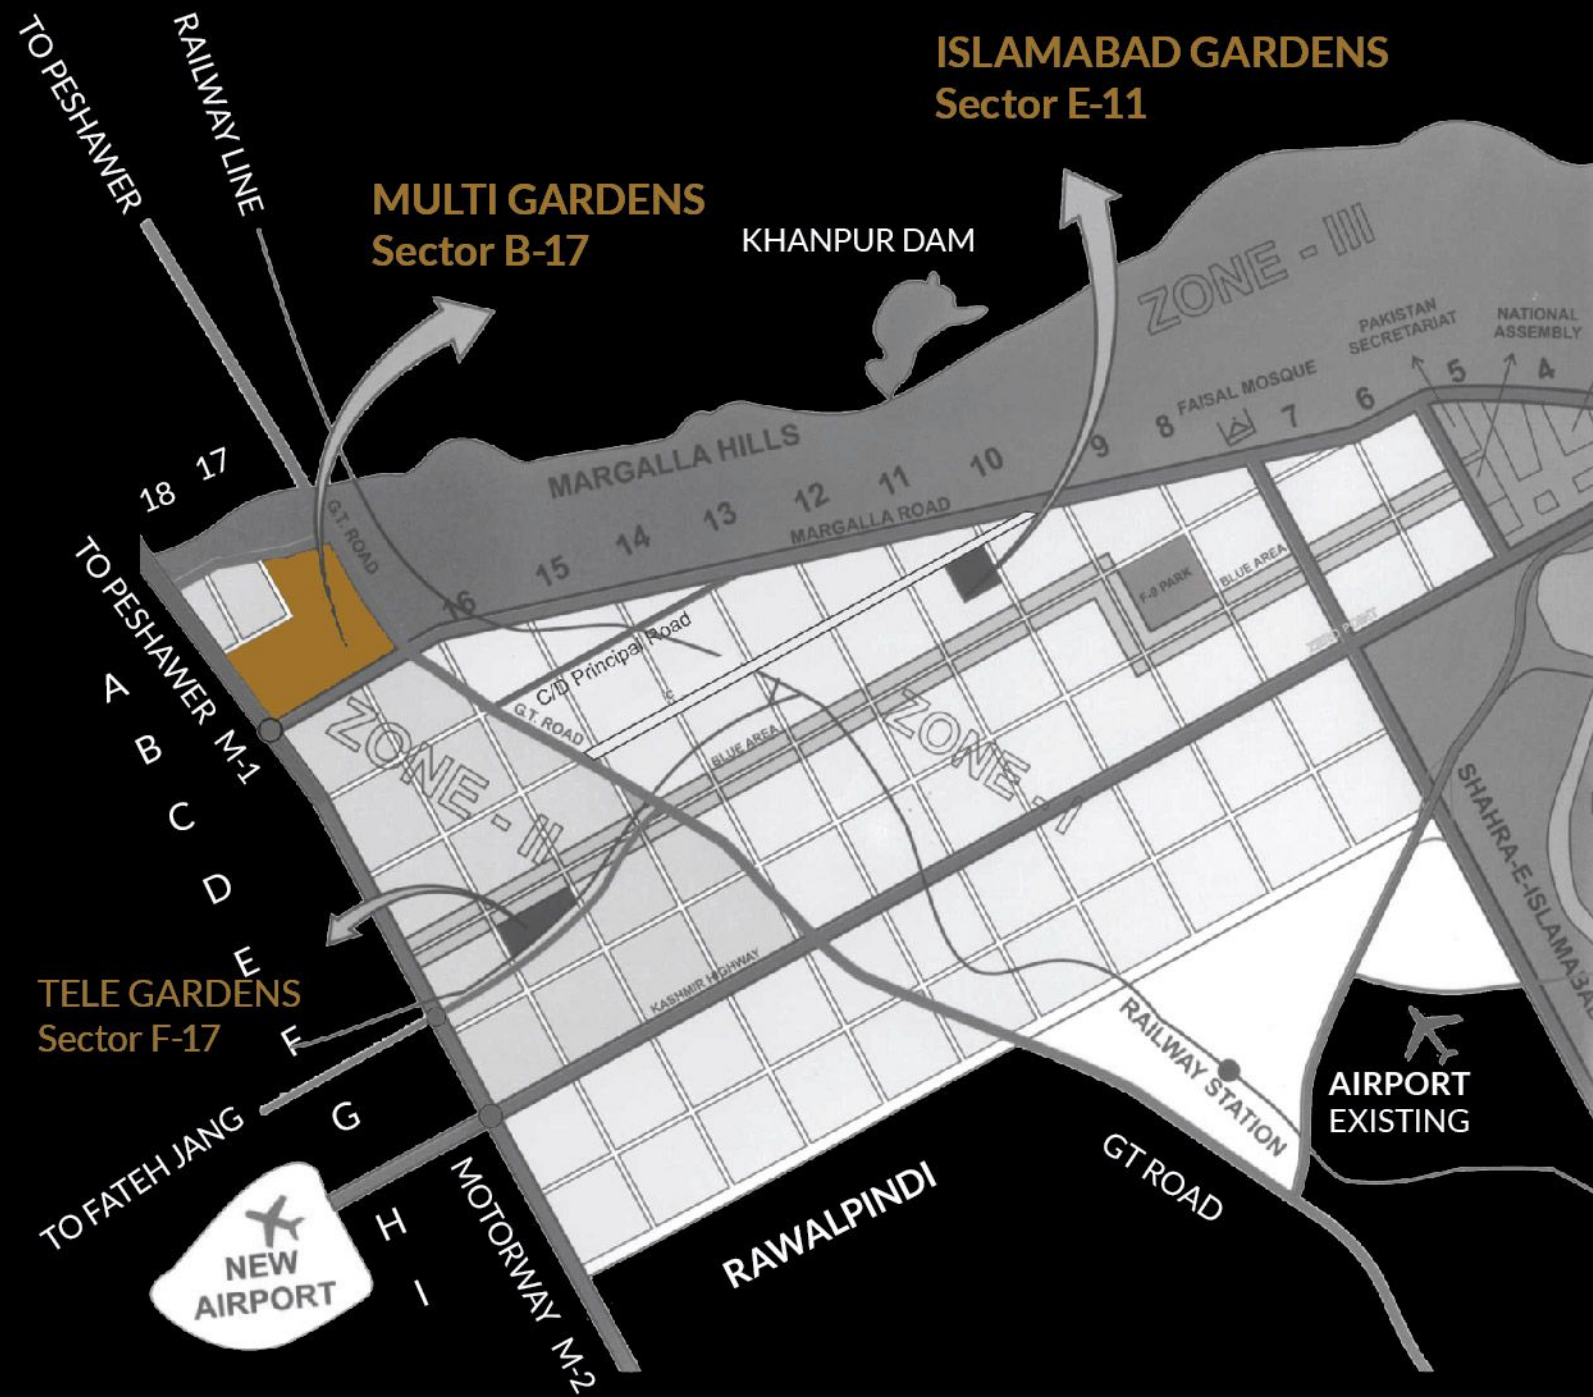 TO PESHAWER
RAILWAY LINE
ISLAMABAD GARDENS
Sector E-11
MULTI GARDENS
Sector B-17
KHANPUR DAM
ZONE - III
PAKISTAN
SECRETARIAT
NATIONAL
ASSEMBLY
FAISAL MOSQUE
18
17
16
15
14
13
12
11
10
9
8
7
6
5
4
MARGALLA HILLS
MARGALLA ROAD
G.T. ROAD
TO PESHAWER M-1
C/D Principal Road
G.T. ROAD
C
F-9 PARK
BLUE AREA
BLUE AREA
ZERO POINT
ZONE - II
ZONE - I
A
B
C
D
E
F
G
H
I
TELE GARDENS
Sector F-17
KASHMIR HIGHWAY
SHAHRA-E-ISLAMABA
RAILWAY STATION
AIRPORT
EXISTING
TO FATEH JANG
NEW
AIRPORT
MOTORWAY M-2
RAWALPINDI
GT ROAD